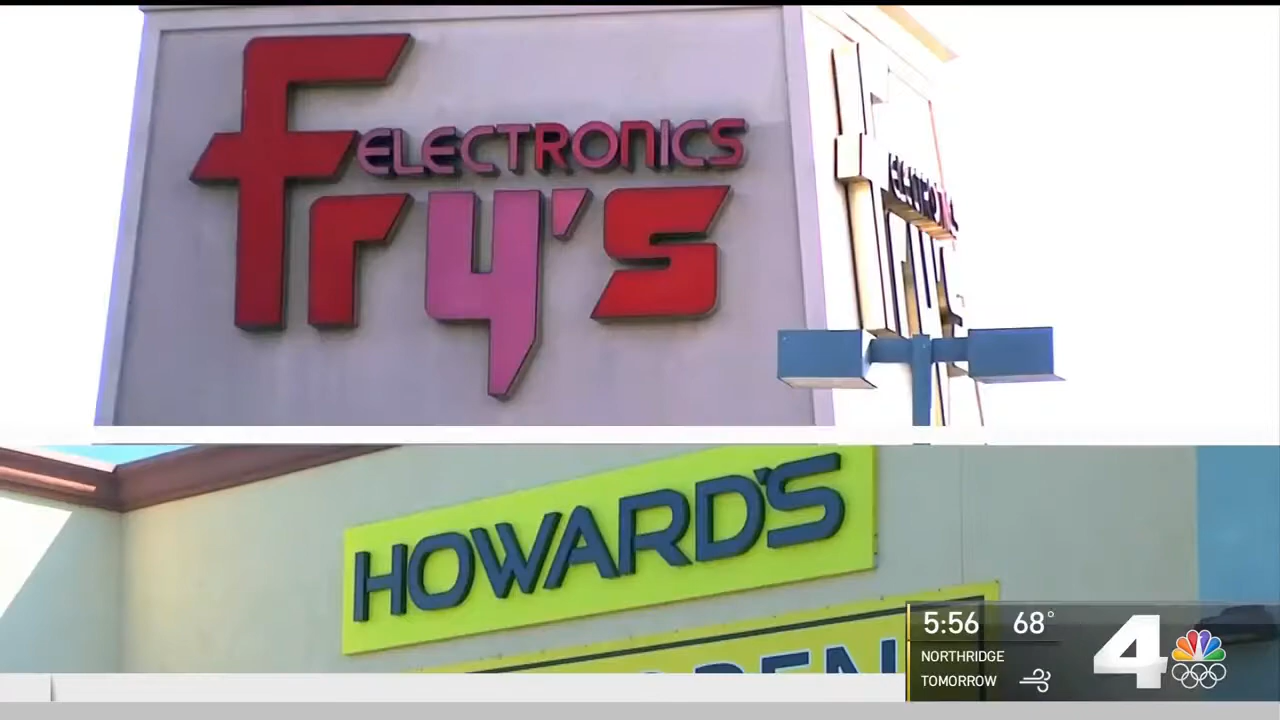 ELECTRONICS
Fry's
HOWARD'S
5:56 68°
NORTHRIDGE
TOMORROW
4